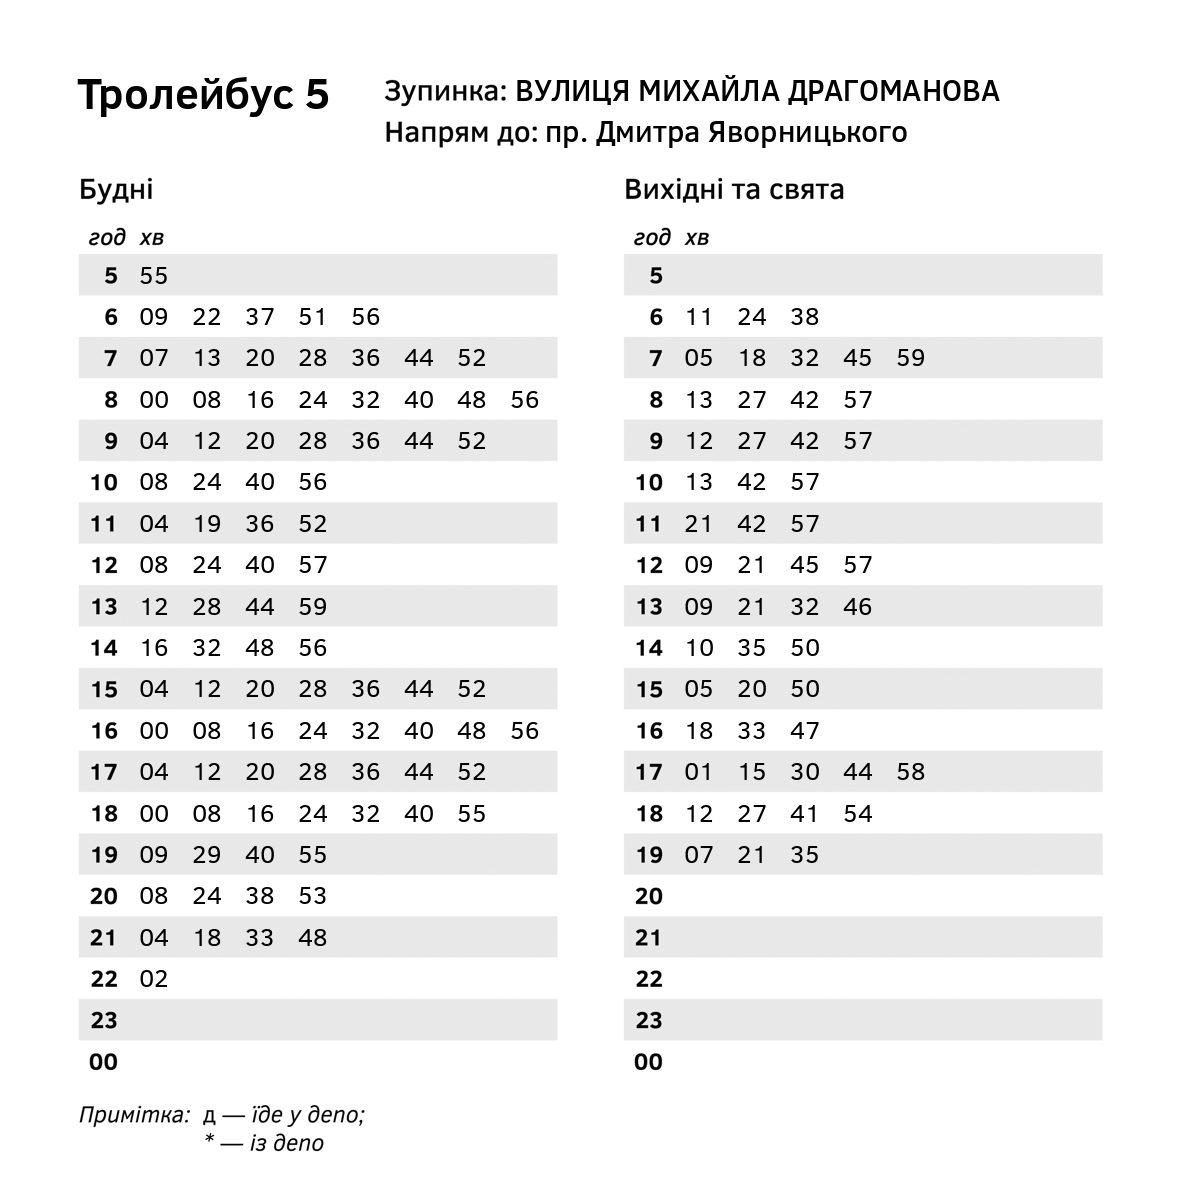 Тролейбус 5
Зупинка: ВУЛИЦЯ МИХАЙЛА ДРАГОМАНОВА
Напрям до: пр. Дмитра Яворницького
Будні
год хв
5 55
6 09 22 37 51 56
7 07 13 20 28 36 44 52
8 00 08 16 24 32 40 48 56
9 04 12 20 28 36 44 52
10 08 24 40 56
11 04 19 36 52
12 08 24 40 57
13 12 28 44 59
14 16 32 48 56
15 04 12 20 28 36 44 52
16 00 08 16 24 32 40 48 56
17 04 12 20 28 36 44 52
18 00 08 16 24 32 40 55
19 09 29 40 55
20 08 24 38 53
21 04 18 33 48
22 02
23
00
Вихідні та свята
год хв
5
6 11 24 38
7 05 18 32 45 59
8 13 27 42 57
9 12 27 42 57
10 13 42 57
11 21 42 57
12 09 21 45 57
13 09 21 32 46
14 10 35 50
15 05 20 50
16 18 33 47
17 01 15 30 44 58
18 12 27 41 54
19 07 21 35
20
21
22
23
00
Примітка: д — їде у депо;
* — із депо